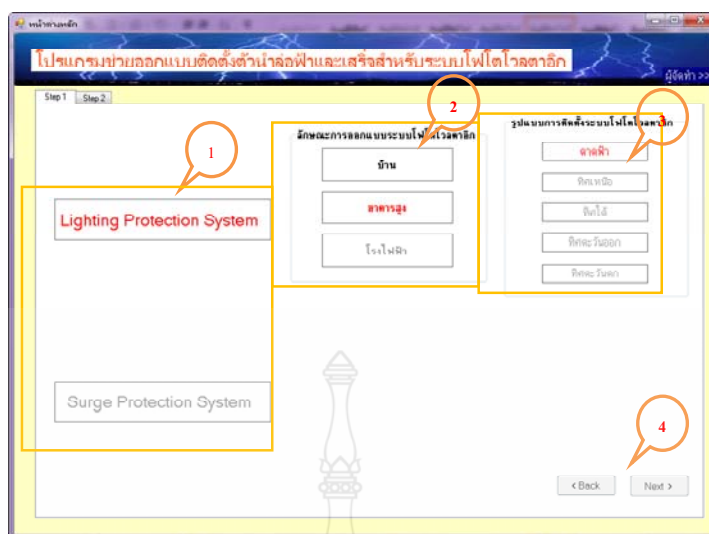 หน้าต่างหลัก
โปรแกรมช่วยออกแบบติดตั้งตัวนำล่อฟ้าและเสริ่จสำหรับระบบโฟโตโวลตาอิก
ผู้จัดทำ >>
Step 1 Step 2
1
Lighting Protection System
Surge Protection System
2
ลักษณะการออกแบบระบบโฟโตโวลตาอิก
บ้าน
อาคารสูง
โรงไฟฟ้า
รูปแบบการติดตั้งระบบโฟโตโวลตาอิก
3
ดาดฟ้า
ทิศเหนือ
ทิศใต้
ทิศตะวันออก
ทิศตะวันตก
4
< Back Next >